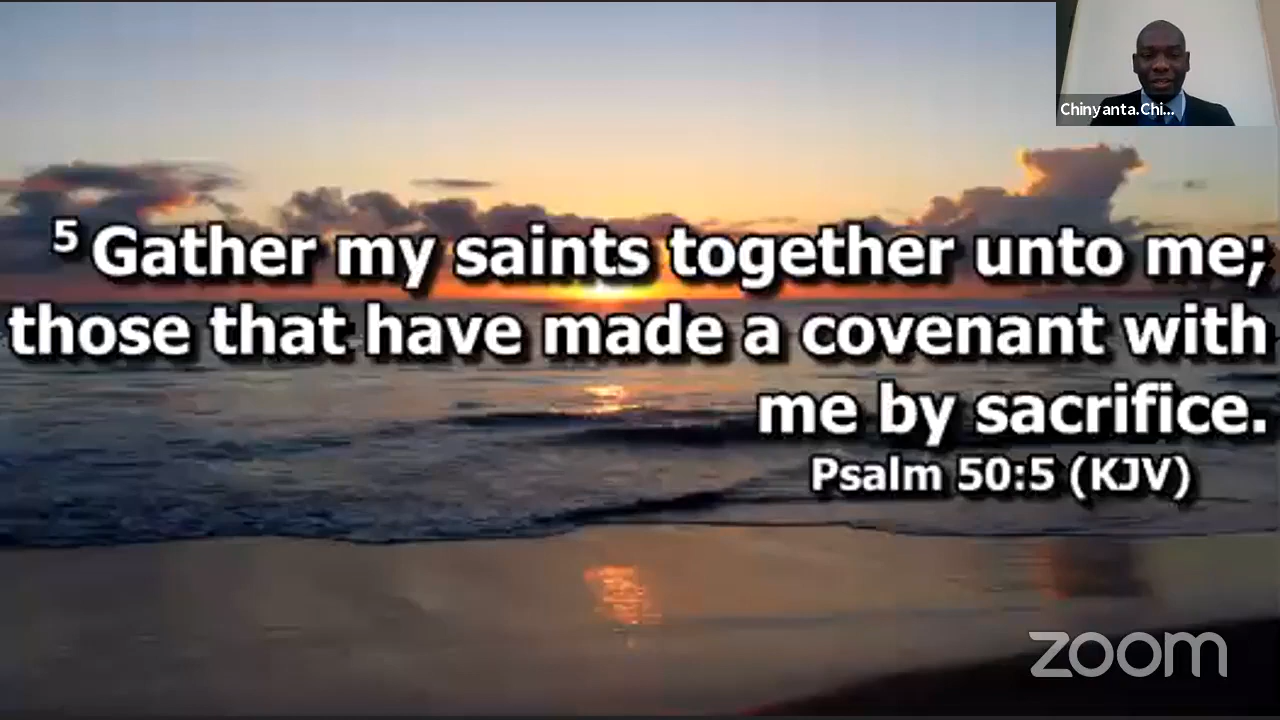 Chinyanta.Chi...
5 Gather my saints together unto me;
those that have made a covenant with
me by sacrifice.
Psalm 50:5 (KJV)
zoom